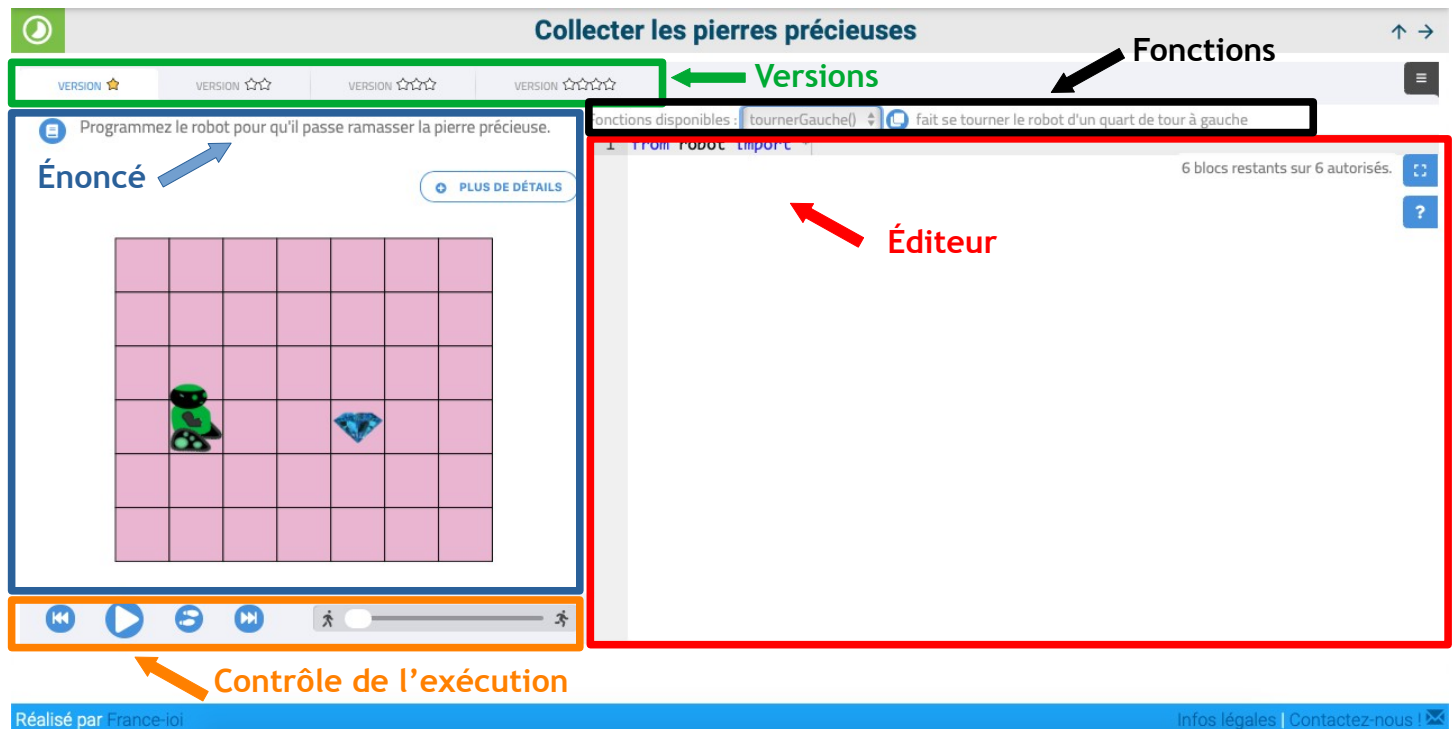 Collecter les pierres précieuses
Fonctions
VERSION
VERSION
VERSION
VERSION
Versions
Programmez le robot pour qu'il passe ramasser la pierre précieuse.
Fonctions disponibles : tournerGauche() fait se tourner le robot d'un quart de tour à gauche
1 from robot import *
6 blocs restants sur 6 autorisés.
Énoncé
PLUS DE DÉTAILS
?
Éditeur
Contrôle de l’exécution
Réalisé par France-ioi
Infos légales | Contactez-nous !